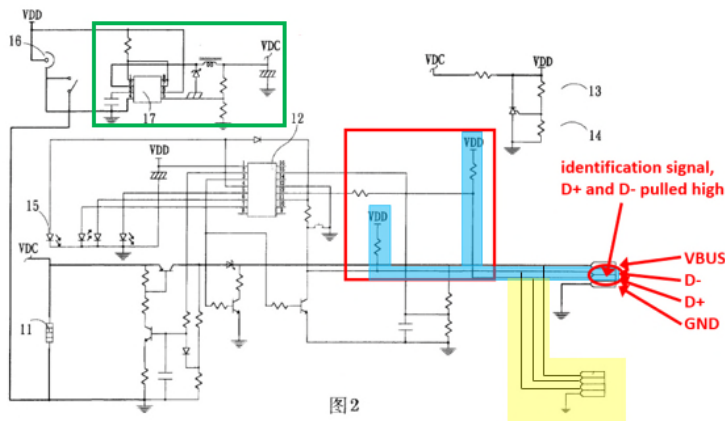 VDD
16
VDC
17
VDC
VDD
13
14
12
VDD
VDD
VDD
15
VDC
11
identification signal,
D+ and D- pulled high
VBUS
D-
D+
GND
图2